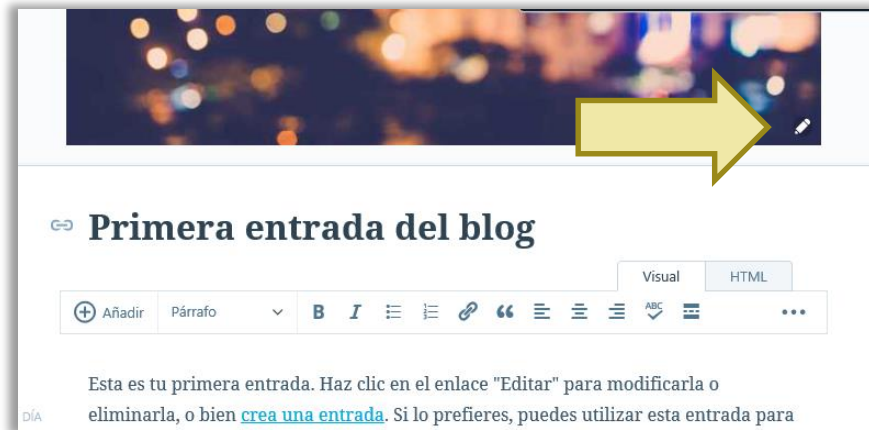 Primera entrada del blog
Visual HTML
Añadir Párrafo B I ABC
Esta es tu primera entrada. Haz clic en el enlace "Editar" para modificarla o
DÍA eliminarla, o bien crea una entrada. Si lo prefieres, puedes utilizar esta entrada para